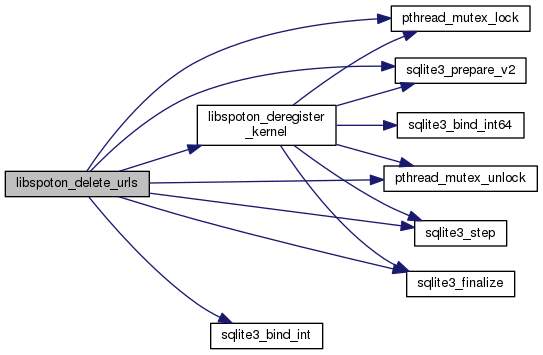 pthread_mutex_lock
sqlite3_prepare_v2
libspoton_deregister
_kernel
sqlite3_bind_int64
libspoton_delete_urls
pthread_mutex_unlock
sqlite3_step
sqlite3_finalize
sqlite3_bind_int